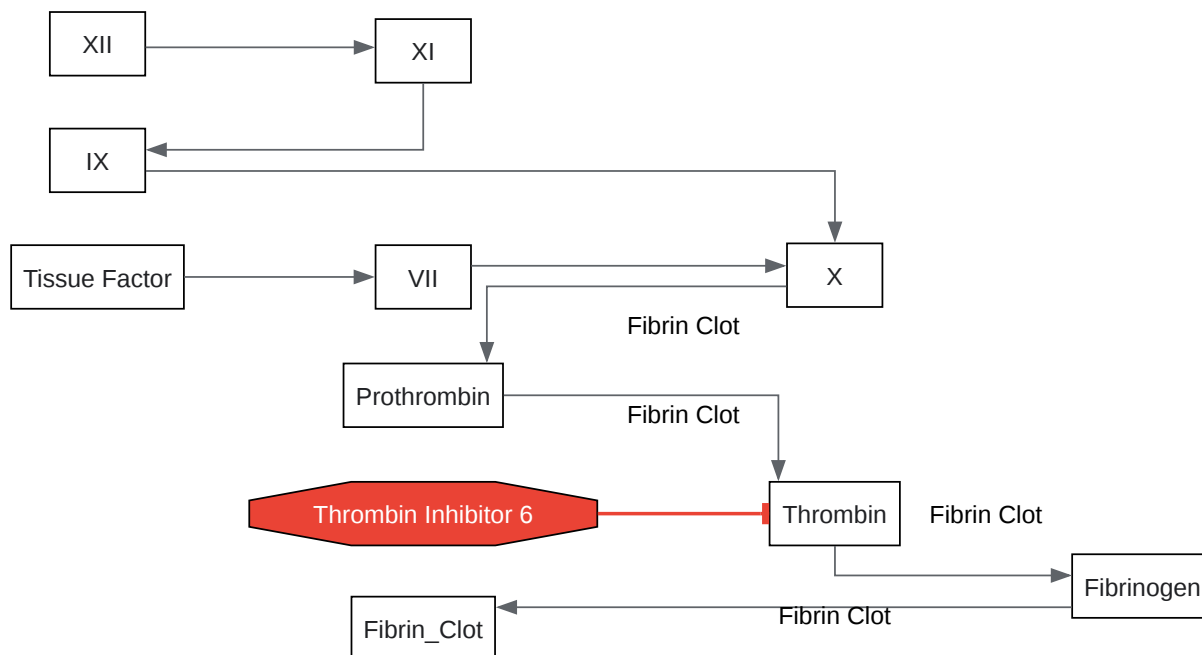 XII
XI
IX
Tissue Factor
VII
X
Fibrin Clot
Prothrombin
Fibrin Clot
Thrombin Inhibitor 6
Thrombin
Fibrin Clot
Fibrinogen
Fibrin Clot
Fibrin_Clot